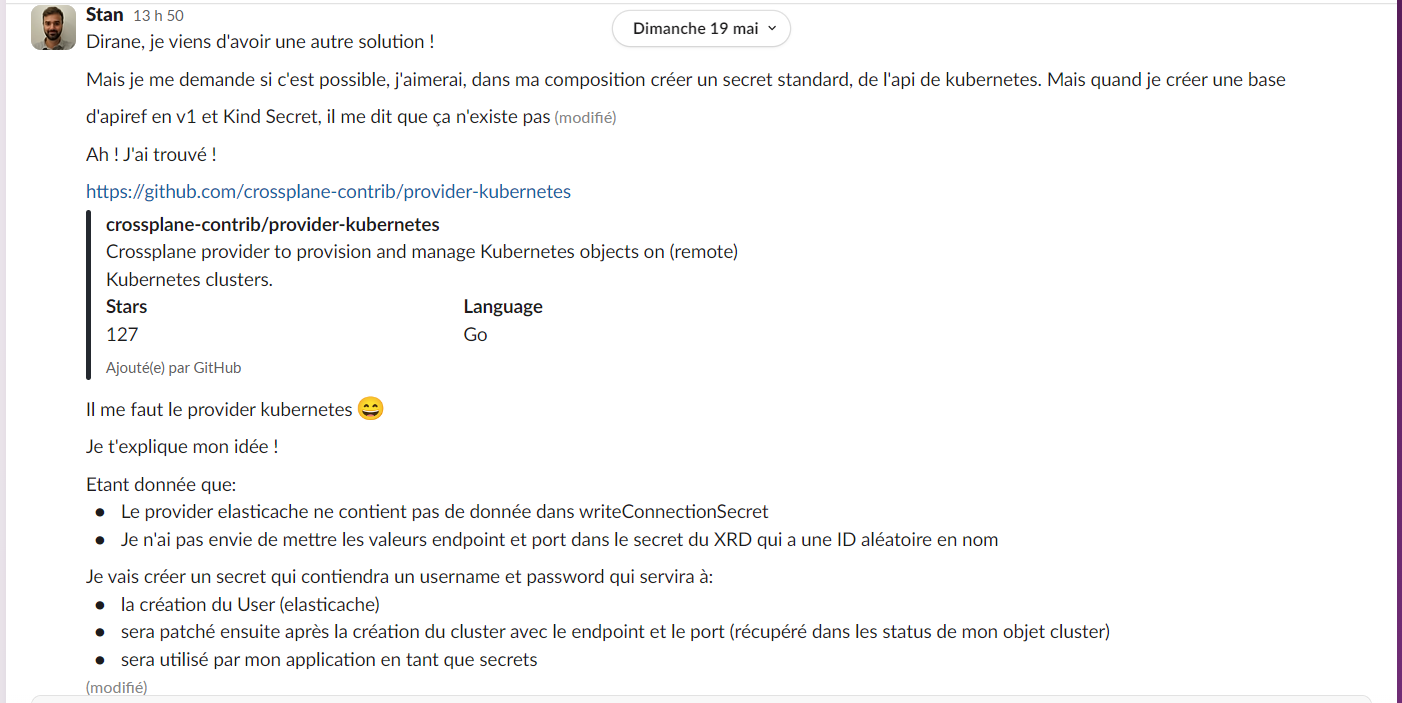 Stan 13 h 50
Dimanche 19 mai
Dirane, je viens d'avoir une autre solution !
Mais je me demande si c'est possible, j'aimerai, dans ma composition créer un secret standard, de l'api de kubernetes. Mais quand je créer une base
d'apiref en v1 et Kind Secret, il me dit que ça n'existe pas (modifié)
Ah ! J'ai trouvé !
https://github.com/crossplane-contrib/provider-kubernetes
crossplane-contrib/provider-kubernetes
Crossplane provider to provision and manage Kubernetes objects on (remote)
Kubernetes clusters.
Stars Language
127 Go
Ajouté(e) par GitHub
Il me faut le provider kubernetes 😄
Je t'explique mon idée !
Etant donnée que:
● Le provider elasticache ne contient pas de donnée dans writeConnectionSecret
● Je n'ai pas envie de mettre les valeurs endpoint et port dans le secret du XRD qui a une ID aléatoire en nom
Je vais créer un secret qui contiendra un username et password qui servira à:
● la création du User (elasticache)
● sera patché ensuite après la création du cluster avec le endpoint et le port (récupéré dans les status de mon objet cluster)
● sera utilisé par mon application en tant que secrets
(modifié)